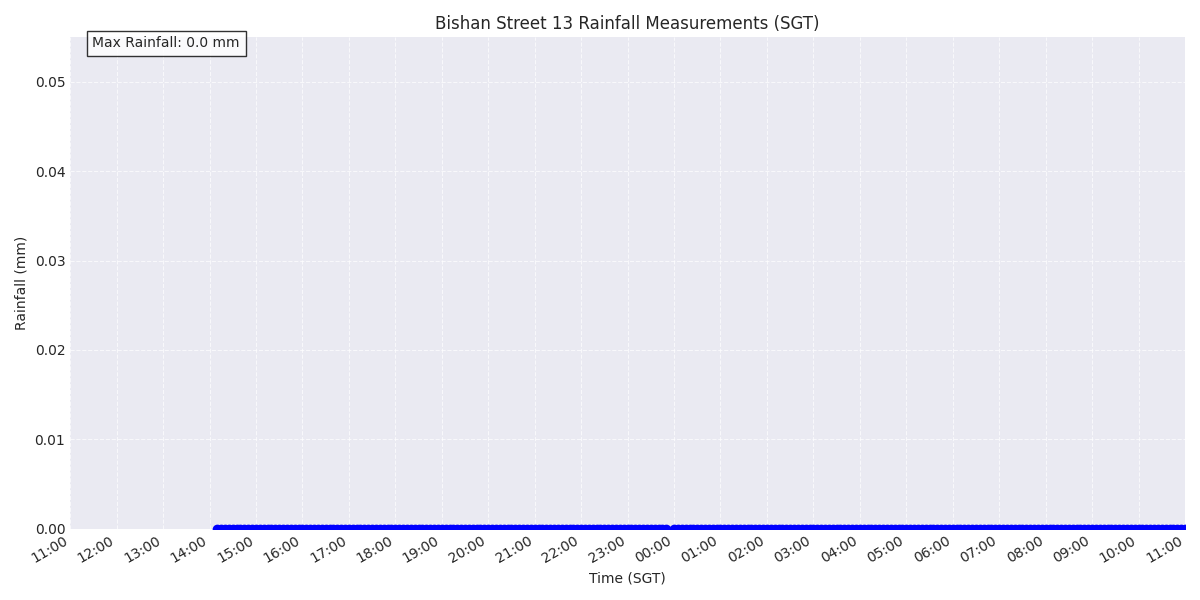 Bishan Street 13 Rainfall Measurements (SGT)
Max Rainfall: 0.0 mm
0.05
0.04
0.03
0.02
0.01
0.00
Rainfall (mm)
11:00 12:00 13:00 14:00 15:00 16:00 17:00 18:00 19:00 20:00 21:00 22:00 23:00 00:00 01:00 02:00 03:00 04:00 05:00 06:00 07:00 08:00 09:00 10:00 11:00
Time (SGT)